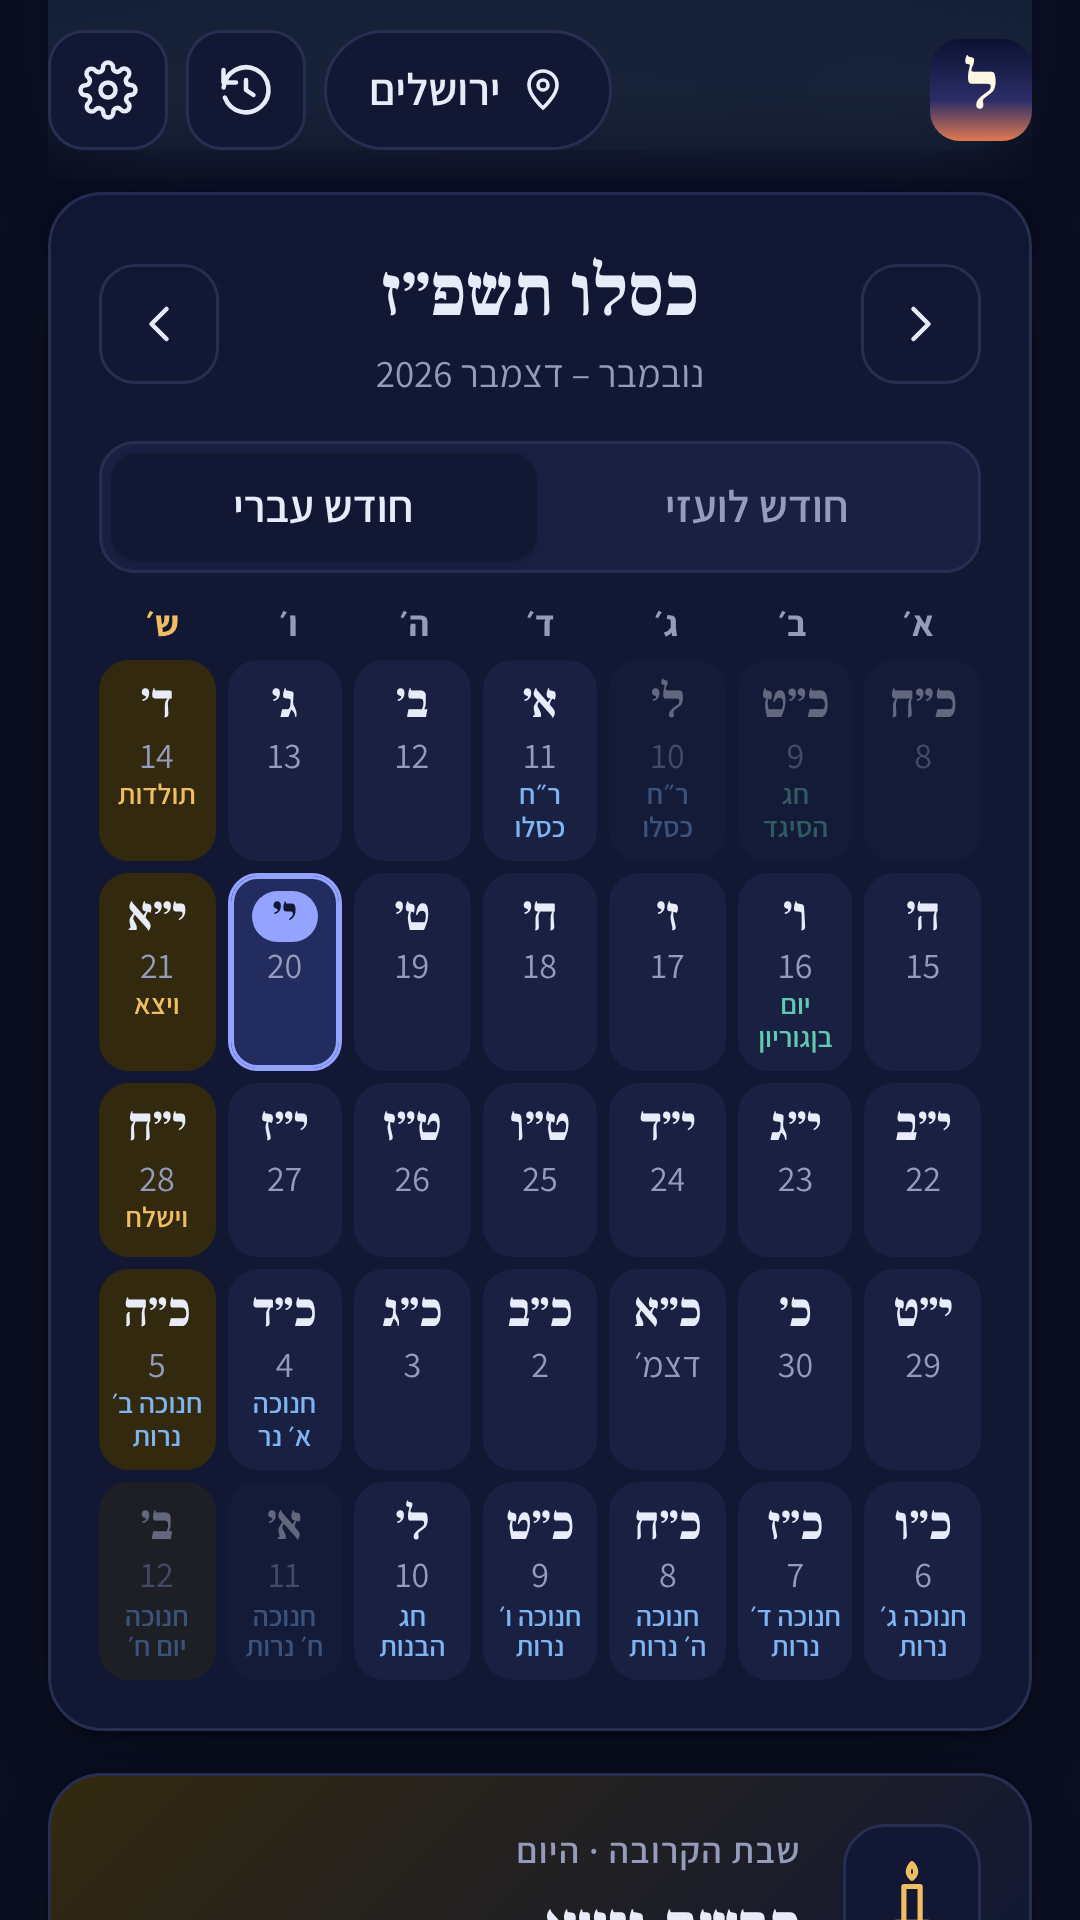 ל
ירושלים
כסלו תשפ״ז
נובמבר – דצמבר 2026
חודש לועזי
חודש עברי
א׳ ב׳ ג׳ ד׳ ה׳ ו׳ ש׳
כ״ח
8
כ״ט
9
חג
הסיגד
ל׳
10
ר״ח
כסלו
א׳
11
ר״ח
כסלו
ב׳
12
ג׳
13
ד׳
14
תולדות
ה׳
15
ו׳
16
יום
בןגוריון
ז׳
17
ח׳
18
ט׳
19
י׳
20
י״א
21
ויצא
י״ב
22
י״ג
23
י״ד
24
ט״ו
25
ט״ז
26
י״ז
27
י״ח
28
וישלח
י״ט
29
כ׳
30
כ״א
דצמ׳
כ״ב
2
כ״ג
3
כ״ד
4
חנוכה
א׳ נר
כ״ה
5
חנוכה ב׳
נרות
כ״ו
6
חנוכה ג׳
נרות
כ״ז
7
חנוכה ד׳
נרות
כ״ח
8
חנוכה
ה׳ נרות
כ״ט
9
חנוכה ו׳
נרות
ל׳
10
חג
הבנות
א׳
11
חנוכה
ח׳ נרות
ב׳
12
חנוכה
יום ח׳
שבת הקרובה · היום